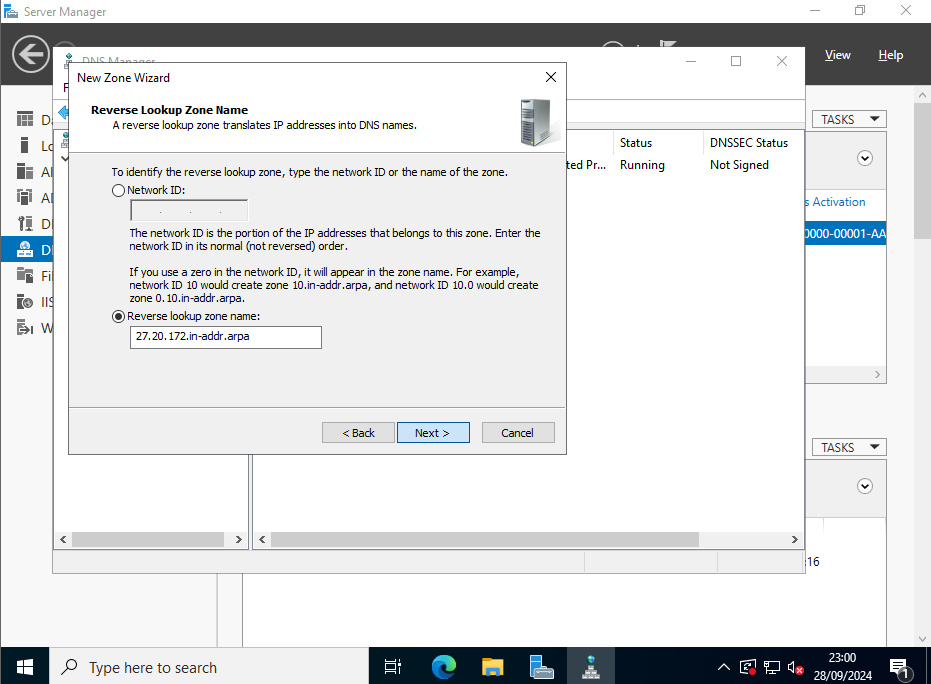 Server Manager
DNS Manager
View
Help
New Zone Wizard
Reverse Lookup Zone Name
A reverse lookup zone translates IP addresses into DNS names.
To identify the reverse lookup zone, type the network ID or the name of the zone.
Network ID:
. . .
The network ID is the portion of the IP addresses that belongs to this zone. Enter the
network ID in its normal (not reversed) order.
If you use a zero in the network ID, it will appear in the zone name. For example,
network ID 10 would create zone 10.in-addr.arpa, and network ID 10.0 would create
zone 0.10.in-addr.arpa.
Reverse lookup zone name:
27.20.172.in-addr.arpa
< Back
Next >
Cancel
Status
DNSSEC Status
ted Pr...
Running
Not Signed
TASKS
s Activation
0000-00001-AA
TASKS
:16
Fi
IIS
W
Type here to search
23:00
28/09/2024
1